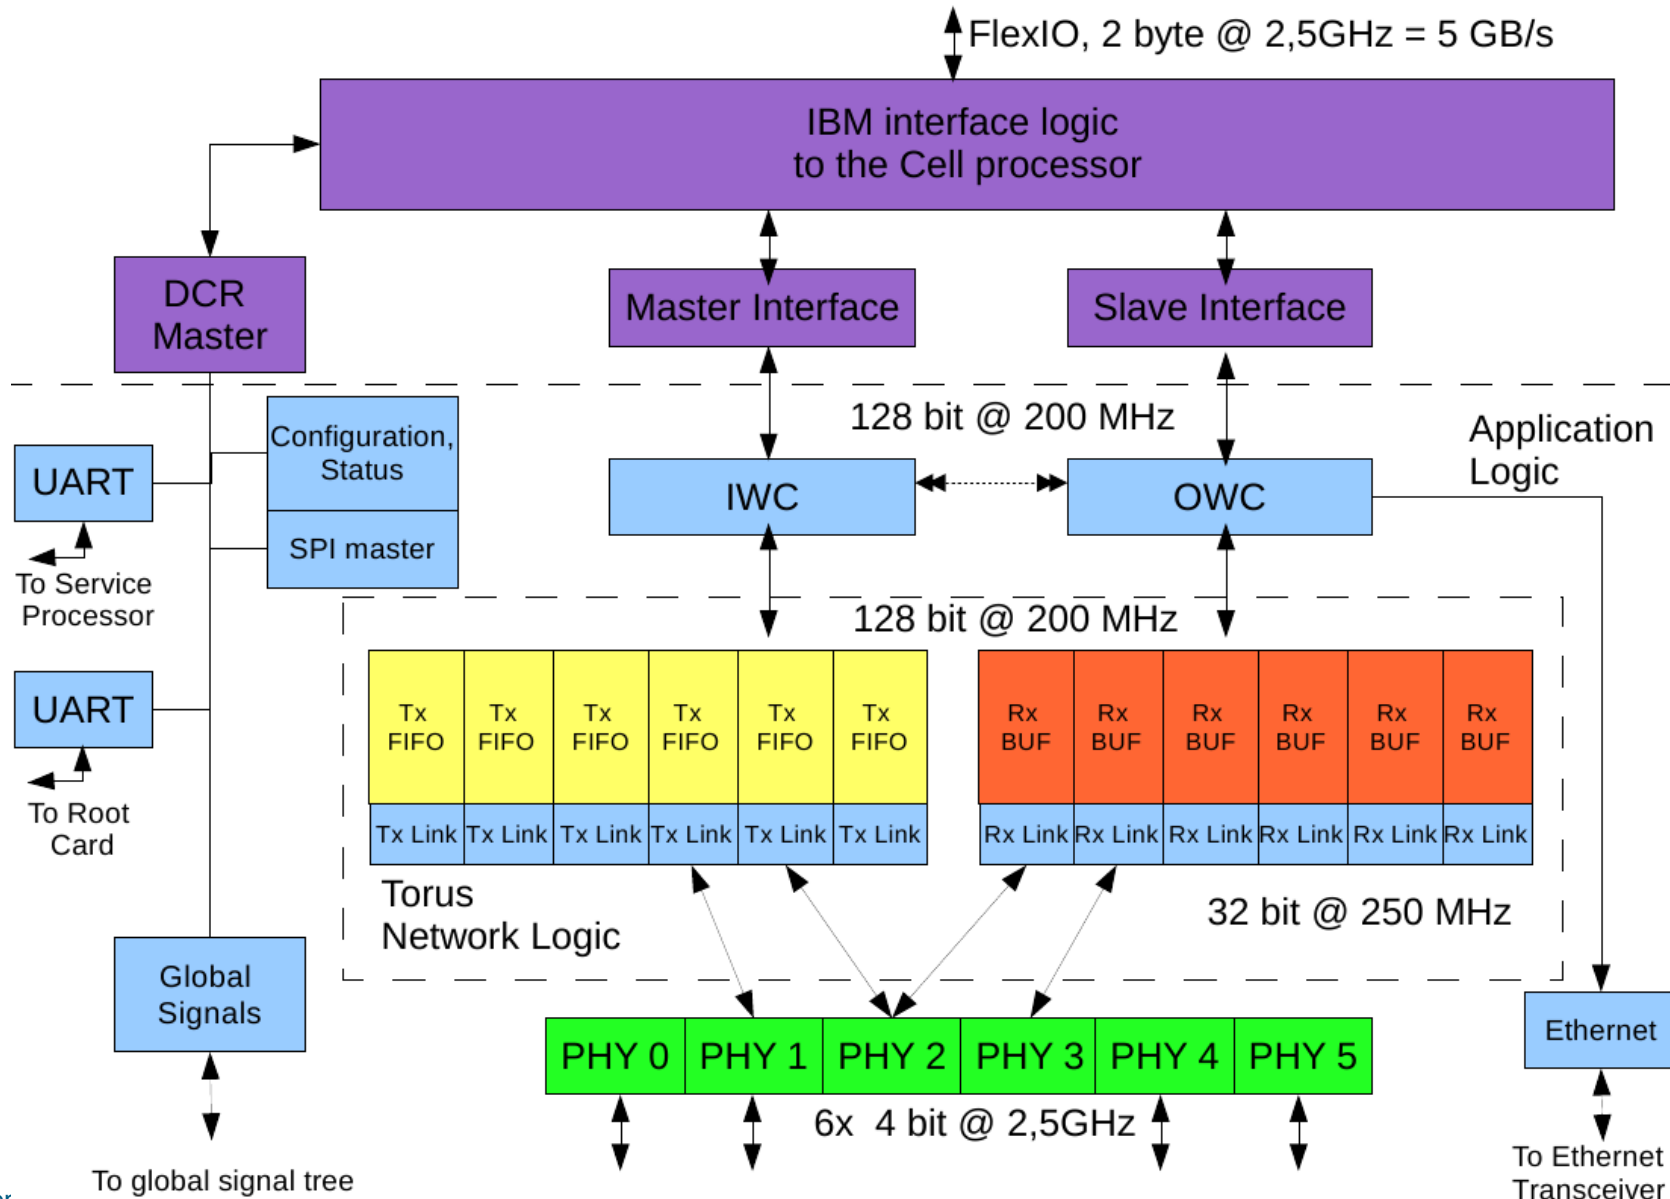 FlexIO, 2 byte @ 2,5GHz = 5 GB/s
IBM interface logic
to the Cell processor
DCR
Master
Master Interface
Slave Interface
128 bit @ 200 MHz
Application
Logic
Configuration,
Status
UART
IWC
OWC
SPI master
To Service
Processor
128 bit @ 200 MHz
UART
Tx
FIFO
Tx
FIFO
Tx
FIFO
Tx
FIFO
Tx
FIFO
Tx
FIFO
Rx
BUF
Rx
BUF
Rx
BUF
Rx
BUF
Rx
BUF
Rx
BUF
To Root
Card
Tx Link Tx Link Tx Link Tx Link Tx Link Tx Link
Rx Link Rx Link Rx Link Rx Link Rx Link Rx Link
Torus
Network Logic
32 bit @ 250 MHz
Global
Signals
PHY 0 PHY 1 PHY 2 PHY 3 PHY 4 PHY 5
Ethernet
6x 4 bit @ 2,5GHz
To global signal tree
To Ethernet
Transceiver